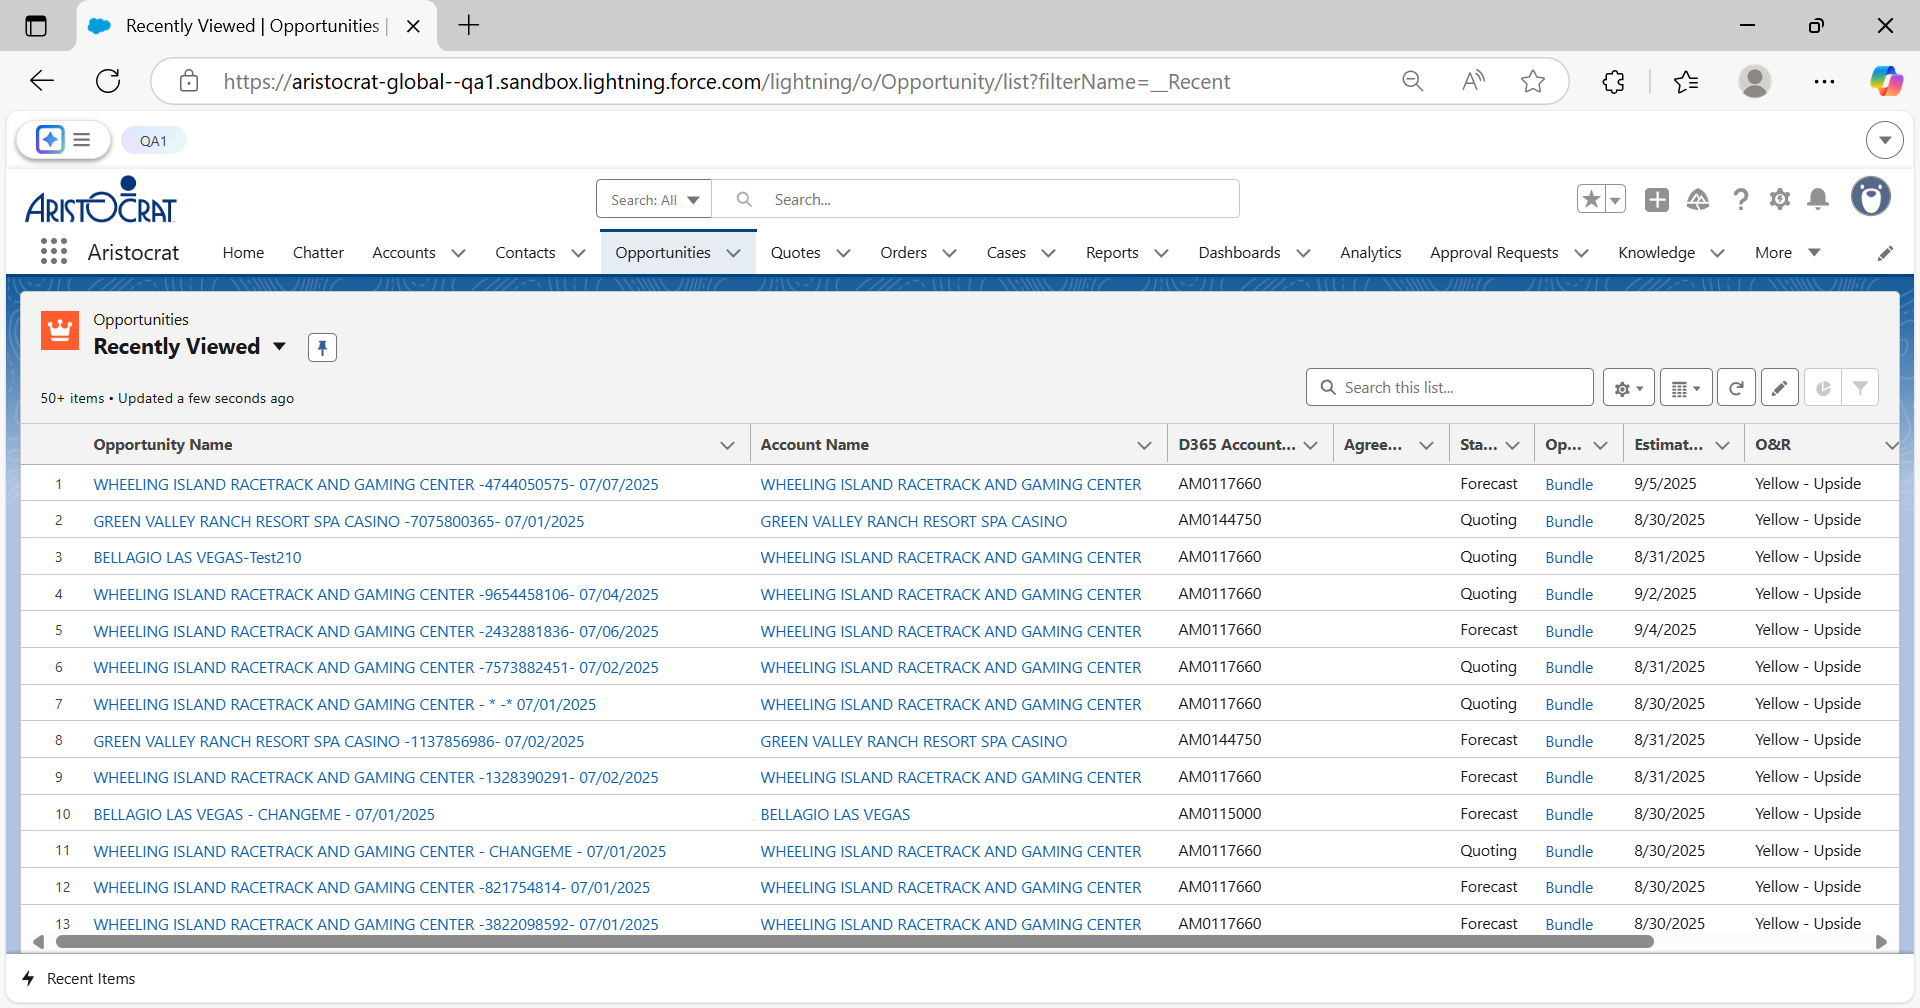 Recently Viewed | Opportunities |
https://aristocrat-global--qa1.sandbox.lightning.force.com/lightning/o/Opportunity/list?filterName=__Recent
QA1
ARISTOCRAT
Search: All
Search...
Aristocrat
Home Chatter Accounts Contacts Opportunities Quotes Orders Cases Reports Dashboards Analytics Approval Requests Knowledge More
Opportunities
Recently Viewed
50+ items • Updated a few seconds ago
Search this list...
Opportunity Name Account Name D365 Account... Agree... Sta... Op... Estimat... O&R
1 WHEELING ISLAND RACETRACK AND GAMING CENTER -4744050575- 07/07/2025 WHEELING ISLAND RACETRACK AND GAMING CENTER AM0117660 Forecast Bundle 9/5/2025 Yellow - Upside
2 GREEN VALLEY RANCH RESORT SPA CASINO -7075800365- 07/01/2025 GREEN VALLEY RANCH RESORT SPA CASINO AM0144750 Quoting Bundle 8/30/2025 Yellow - Upside
3 BELLAGIO LAS VEGAS-Test210 WHEELING ISLAND RACETRACK AND GAMING CENTER AM0117660 Quoting Bundle 8/31/2025 Yellow - Upside
4 WHEELING ISLAND RACETRACK AND GAMING CENTER -9654458106- 07/04/2025 WHEELING ISLAND RACETRACK AND GAMING CENTER AM0117660 Quoting Bundle 9/2/2025 Yellow - Upside
5 WHEELING ISLAND RACETRACK AND GAMING CENTER -2432881836- 07/06/2025 WHEELING ISLAND RACETRACK AND GAMING CENTER AM0117660 Forecast Bundle 9/4/2025 Yellow - Upside
6 WHEELING ISLAND RACETRACK AND GAMING CENTER -7573882451- 07/02/2025 WHEELING ISLAND RACETRACK AND GAMING CENTER AM0117660 Quoting Bundle 8/31/2025 Yellow - Upside
7 WHEELING ISLAND RACETRACK AND GAMING CENTER - * -* 07/01/2025 WHEELING ISLAND RACETRACK AND GAMING CENTER AM0117660 Quoting Bundle 8/30/2025 Yellow - Upside
8 GREEN VALLEY RANCH RESORT SPA CASINO -1137856986- 07/02/2025 GREEN VALLEY RANCH RESORT SPA CASINO AM0144750 Forecast Bundle 8/31/2025 Yellow - Upside
9 WHEELING ISLAND RACETRACK AND GAMING CENTER -1328390291- 07/02/2025 WHEELING ISLAND RACETRACK AND GAMING CENTER AM0117660 Forecast Bundle 8/31/2025 Yellow - Upside
10 BELLAGIO LAS VEGAS - CHANGEME - 07/01/2025 BELLAGIO LAS VEGAS AM0115000 Forecast Bundle 8/30/2025 Yellow - Upside
11 WHEELING ISLAND RACETRACK AND GAMING CENTER - CHANGEME - 07/01/2025 WHEELING ISLAND RACETRACK AND GAMING CENTER AM0117660 Quoting Bundle 8/30/2025 Yellow - Upside
12 WHEELING ISLAND RACETRACK AND GAMING CENTER -821754814- 07/01/2025 WHEELING ISLAND RACETRACK AND GAMING CENTER AM0117660 Forecast Bundle 8/30/2025 Yellow - Upside
13 WHEELING ISLAND RACETRACK AND GAMING CENTER -3822098592- 07/01/2025 WHEELING ISLAND RACETRACK AND GAMING CENTER AM0117660 Forecast Bundle 8/30/2025 Yellow - Upside
Recent Items